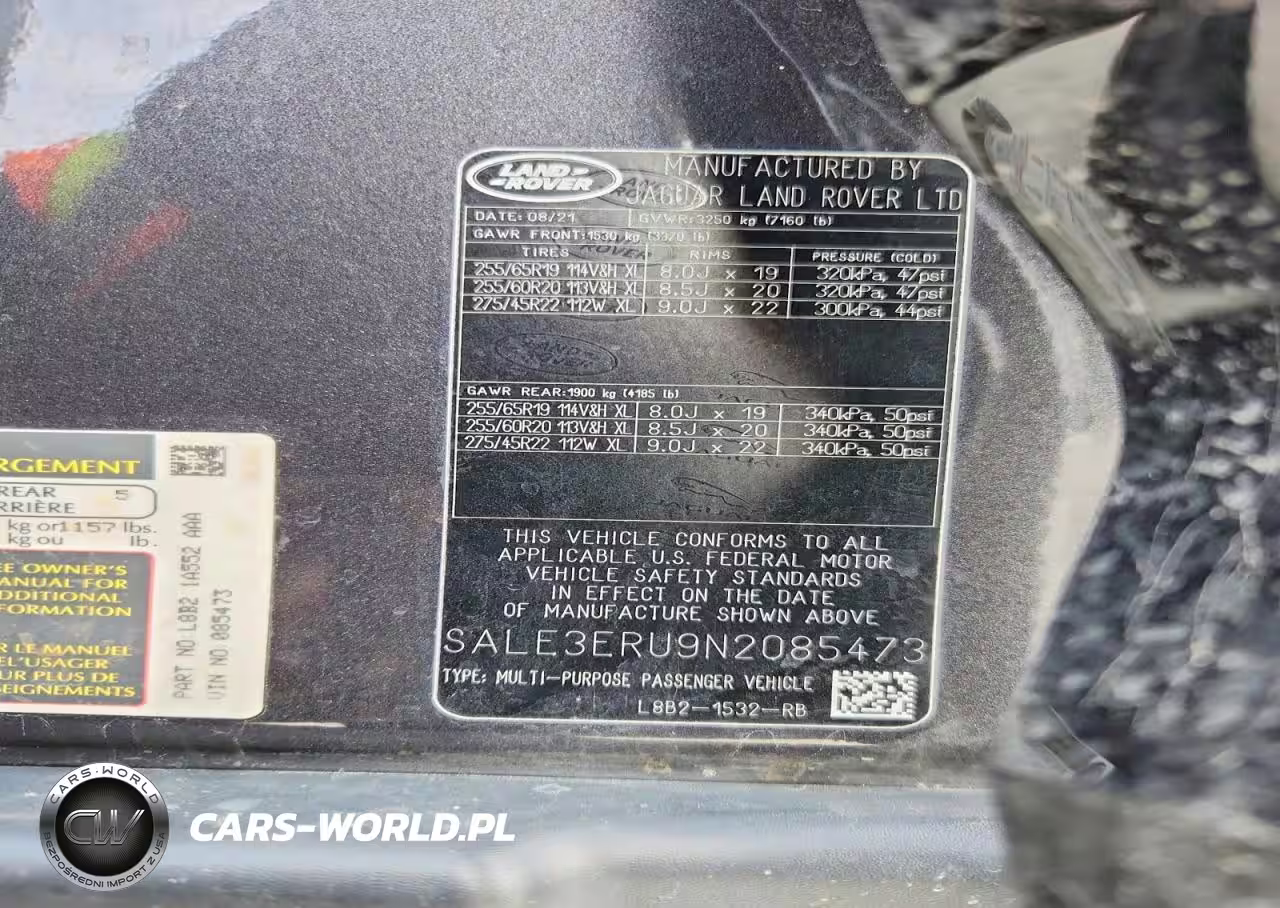 LAND-
-ROVER
MANUFACTURED BY
JAGUAR LAND ROVER LTD
DATE: 08/21 GVWR:3250 kg (7160 lb)
GAWR FRONT:1530 kg (3370 lb)
TIRES RIMS PRESSURE (COLD)
255/65R19 114V&H XL 8.0J x 19 320kPa, 47psi
255/60R20 113V&H XL 8.5J x 20 320kPa, 47psi
275/45R22 112W XL 9.0J x 22 300kPa, 44psi
GAWR REAR:1900 kg (4185 lb)
255/65R19 114V&H XL 8.0J x 19 340kPa, 50psi
255/60R20 113V&H XL 8.5J x 20 340kPa, 50psi
275/45R22 112W XL 9.0J x 22 340kPa, 50psi
THIS VEHICLE CONFORMS TO ALL
APPLICABLE U.S. FEDERAL MOTOR
VEHICLE SAFETY STANDARDS
IN EFFECT ON THE DATE
OF MANUFACTURE SHOWN ABOVE
SALE3ERU9N2085473
TYPE: MULTI-PURPOSE PASSENGER VEHICLE
L8B2-1532-RB
RGEMENT
REAR 5
RRIÈRE
kg or 1157 lbs.
kg ou lb.
EE OWNER'S
ANUAL FOR
DDITIONAL
FORMATION
R LE MANUEL
EL'USAGER
UR PLUS DE
SEIGNEMENTS
PART NO L8B2 1A552 AAA
VIN NO. 085473
CARS-WORLD
CW
BEZPOŚREDNI IMPORT Z USA
CARS-WORLD.PL